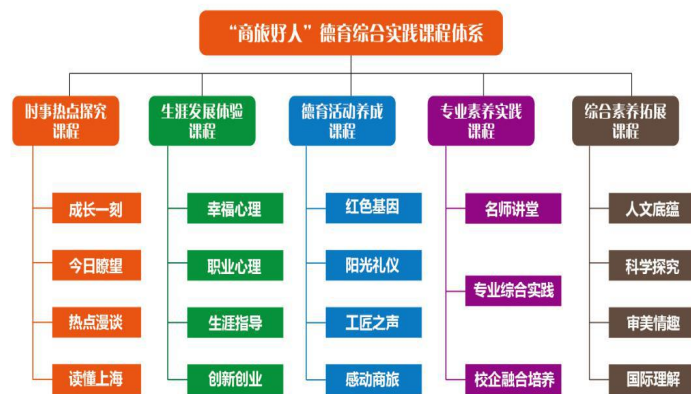 “商旅好人”德育综合实践课程体系
时事热点探究
课程
生涯发展体验
课程
德育活动养成
课程
专业素养实践
课程
综合素养拓展
课程
成长一刻
幸福心理
红色基因
名师讲堂
人文底蕴
今日瞭望
职业心理
阳光礼仪
专业综合实践
科学探究
热点漫谈
生涯指导
工匠之声
审美情趣
读懂上海
创新创业
感动商旅
校企融合培养
国际理解